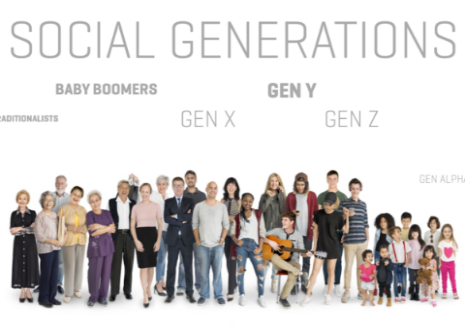 SOCIAL GENERATIONS
BABY BOOMERS
GEN Y
RADITIONALISTS
GEN X
GEN Z
GEN ALPHA